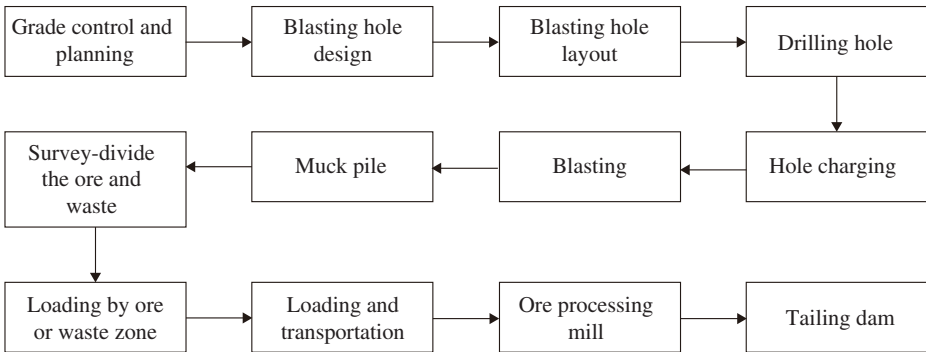 Grade control and
planning
Blasting hole
design
Blasting hole
layout
Drilling hole
Survey-divide
the ore and
waste
Muck pile
Blasting
Hole charging
Loading by ore
or waste zone
Loading and
transportation
Ore processing
mill
Tailing dam